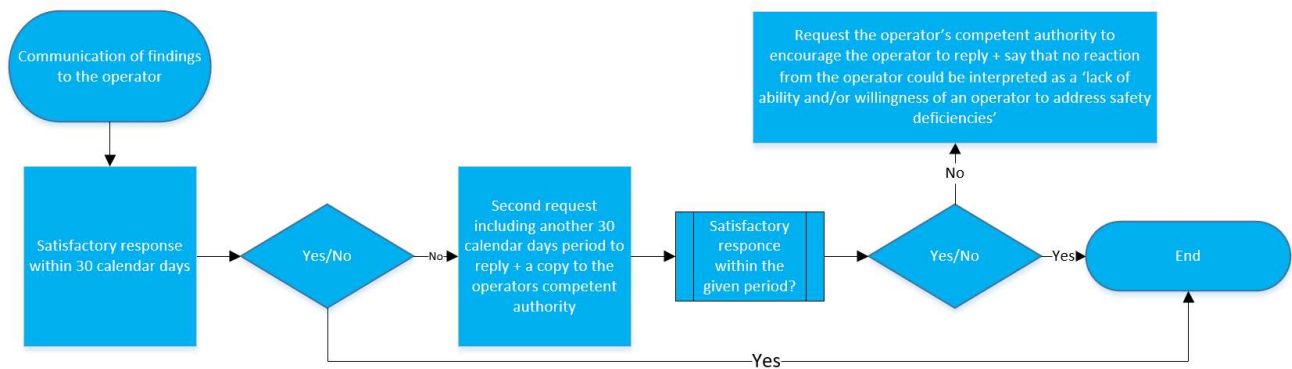 Communication of findings
to the operator
Satisfactory response
within 30 calendar days
Yes/No
No
Second request
including another 30
calendar days period to
reply + a copy to the
operators competent
authority
Satisfactory
responce
within the
given period?
Yes/No
No
Request the operator’s competent authority to
encourage the operator to reply + say that no reaction
from the operator could be interpreted as a ‘lack of
ability and/or willingness of an operator to address safety
deficiencies’
Yes
End
Yes